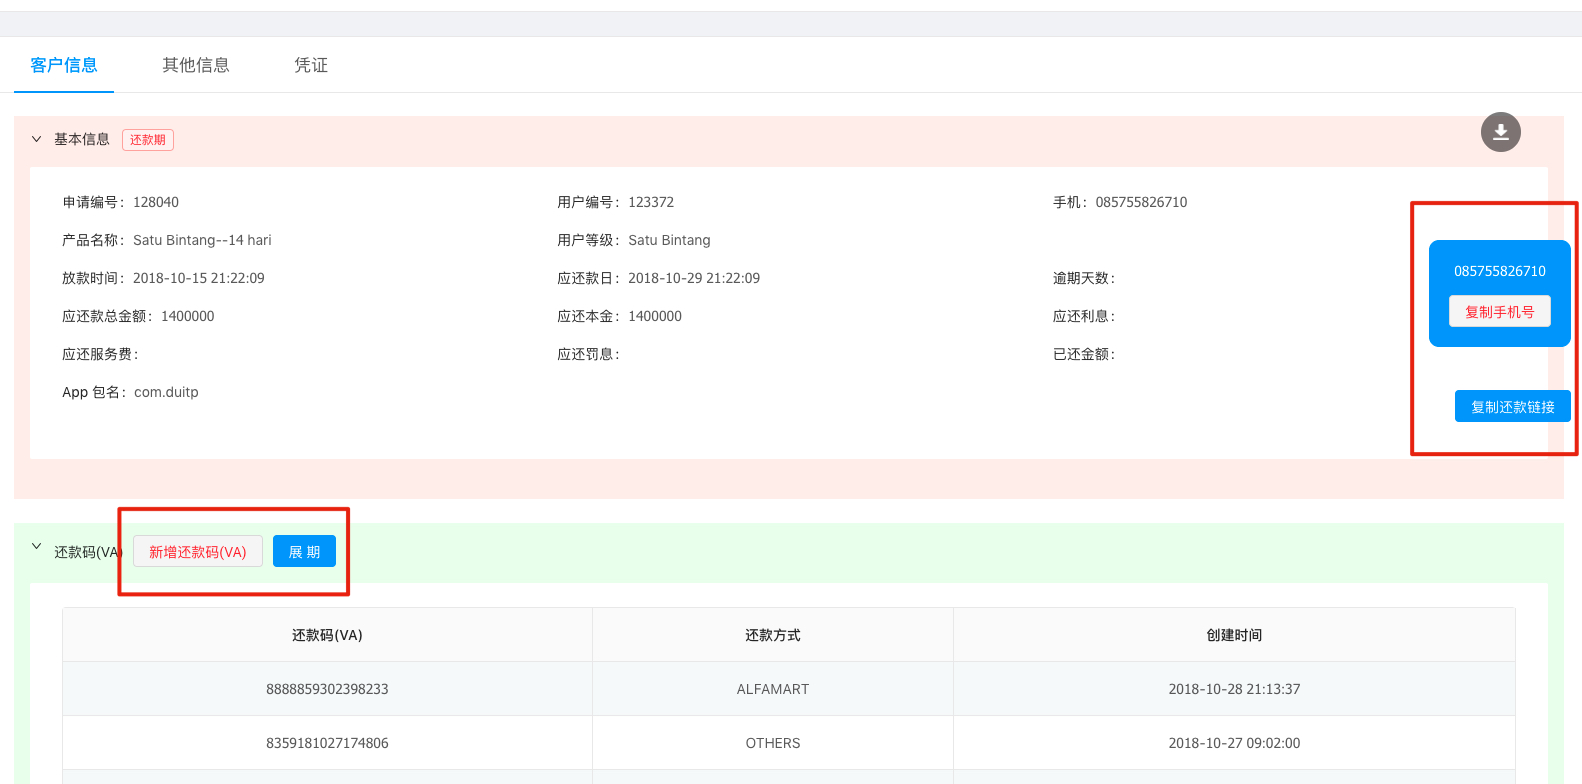 客户信息 其他信息 凭证
基本信息 还款期
申请编号：128040 用户编号：123372 手机：085755826710
产品名称：Satu Bintang--14 hari 用户等级：Satu Bintang
放款时间：2018-10-15 21:22:09 应还款日：2018-10-29 21:22:09 逾期天数：
应还款总金额：1400000 应还本金：1400000 应还利息：
应还服务费： 应还罚息： 已还金额：
App 包名：com.duitp
085755826710
复制手机号
复制还款链接
还款码(VA) 新增还款码(VA) 展 期
还款码(VA) 还款方式 创建时间
8888859302398233 ALFAMART 2018-10-28 21:13:37
8359181027174806 OTHERS 2018-10-27 09:02:00